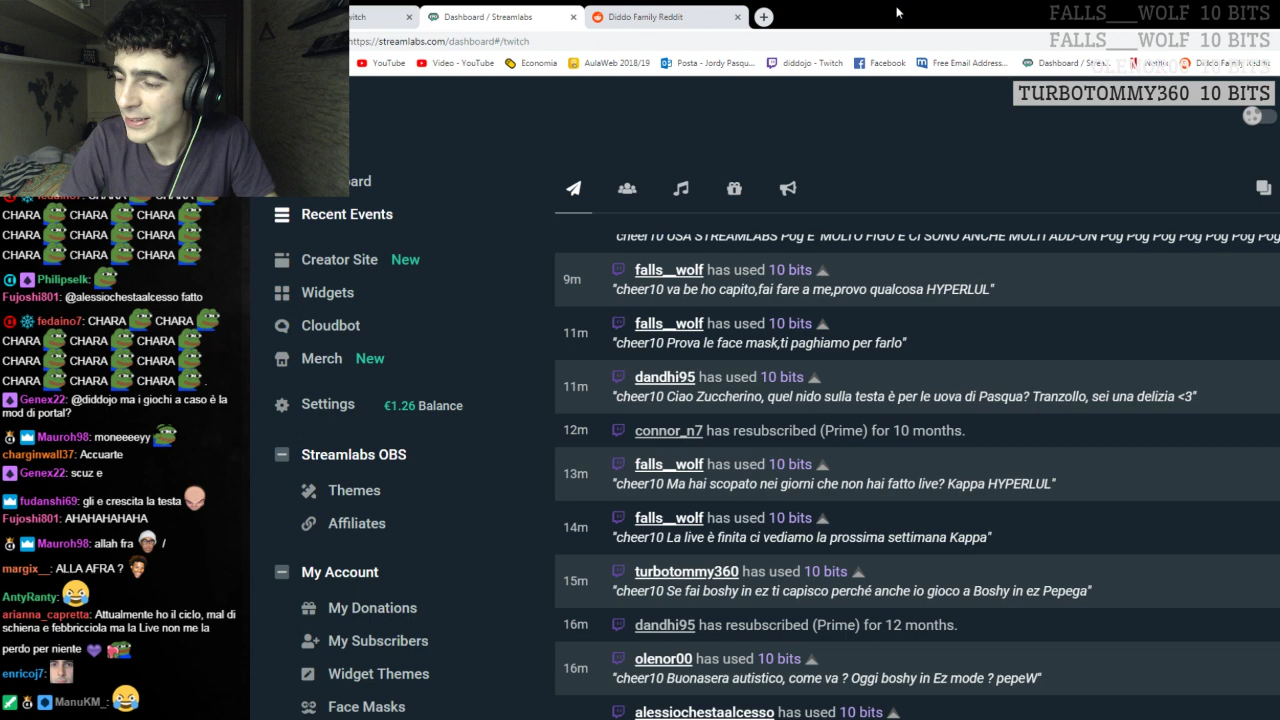 witch
Dashboard / Streamlabs
Diddo Family Reddit
FALLS__WOLF 10 BITS
FALLS__WOLF 10 BITS
OLENOR00 10 BITS
TURBOTOMMY360 10 BITS
https://streamlabs.com/dashboard#/twitch
YouTube
Video - YouTube
Economia
AulaWeb 2018/19
Posta - Jordy Pasqu...
diddojo - Twitch
Facebook
Free Email Address...
Dashboard / Strea...
Netflix
Diddo Family Re
CHARA CHARA CHARA
CHARA CHARA CHARA
CHARA CHARA CHARA
Philipselk:
Fujoshi801: @alessiochestaalcesso fatto
fedaino7: CHARA CHARA
CHARA CHARA CHARA
CHARA CHARA CHARA
CHARA CHARA CHARA .
Genex22: @diddojo ma i giochi a caso è la
mod di portal?
Mauroh98: moneeeeyy
charginwall37: Accuarte
Genex22: scuz e
fudanshi69: gli e crescita la testa
Fujoshi801: AHAHAHAHAHA
Mauroh98: allah fra /
margix__: ALLA AFRA ?
AntyRanty:
arianna_capretta: Attualmente ho il ciclo, mal di
schiena e febbricciola ma la Live non me la
perdo per niente
enricoj7:
ManuKM_:
board
Recent Events
Creator Site New
Widgets
Cloudbot
Merch New
Settings €1.26 Balance
Streamlabs OBS
Themes
Affiliates
My Account
My Donations
My Subscribers
Widget Themes
Face Masks
"cheer10 USA STREAMLABS Pog E' MOLTO FIGO E CI SONO ANCHE MOLTI ADD-ON Pog Pog Pog Pog Pog Pog Pog
9m falls__wolf has used 10 bits
"cheer10 va be ho capito,fai fare a me,provo qualcosa HYPERLUL"
11m falls__wolf has used 10 bits
"cheer10 Prova le face mask,ti paghiamo per farlo"
11m dandhi95 has used 10 bits
"cheer10 Ciao Zuccherino, quel nido sulla testa è per le uova di Pasqua? Tranzollo, sei una delizia <3"
12m connor_n7 has resubscribed (Prime) for 10 months.
13m falls__wolf has used 10 bits
"cheer10 Ma hai scopato nei giorni che non hai fatto live? Kappa HYPERLUL"
14m falls__wolf has used 10 bits
"cheer10 La live è finita ci vediamo la prossima settimana Kappa"
15m turbotommy360 has used 10 bits
"cheer10 Se fai boshy in ez ti capisco perché anche io gioco a Boshy in ez Pepega"
16m dandhi95 has resubscribed (Prime) for 12 months.
16m olenor00 has used 10 bits
"cheer10 Buonasera autistico, come va ? Oggi boshy in Ez mode ? pepeW"
alessiochestaalcesso has used 10 bits